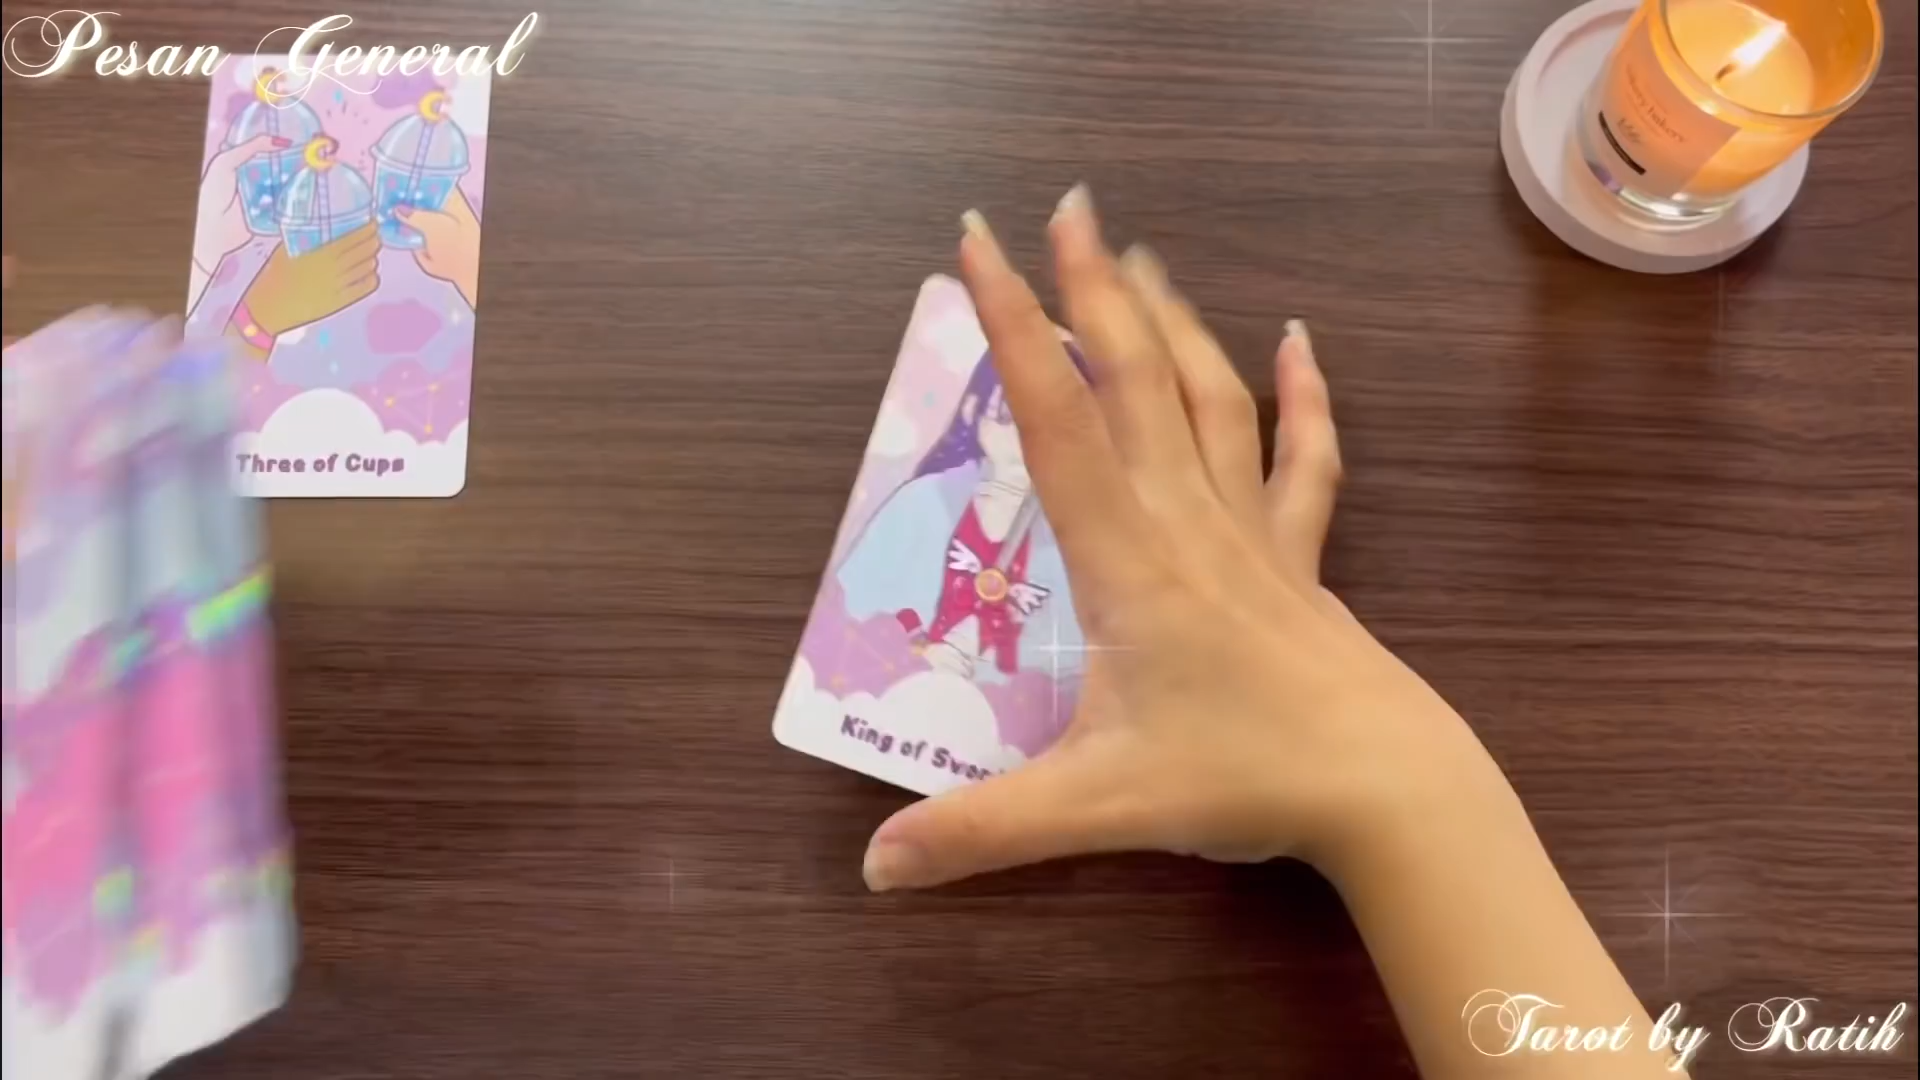 Pesan General
Three of Cups
King of Swor
Tarot by Ratih